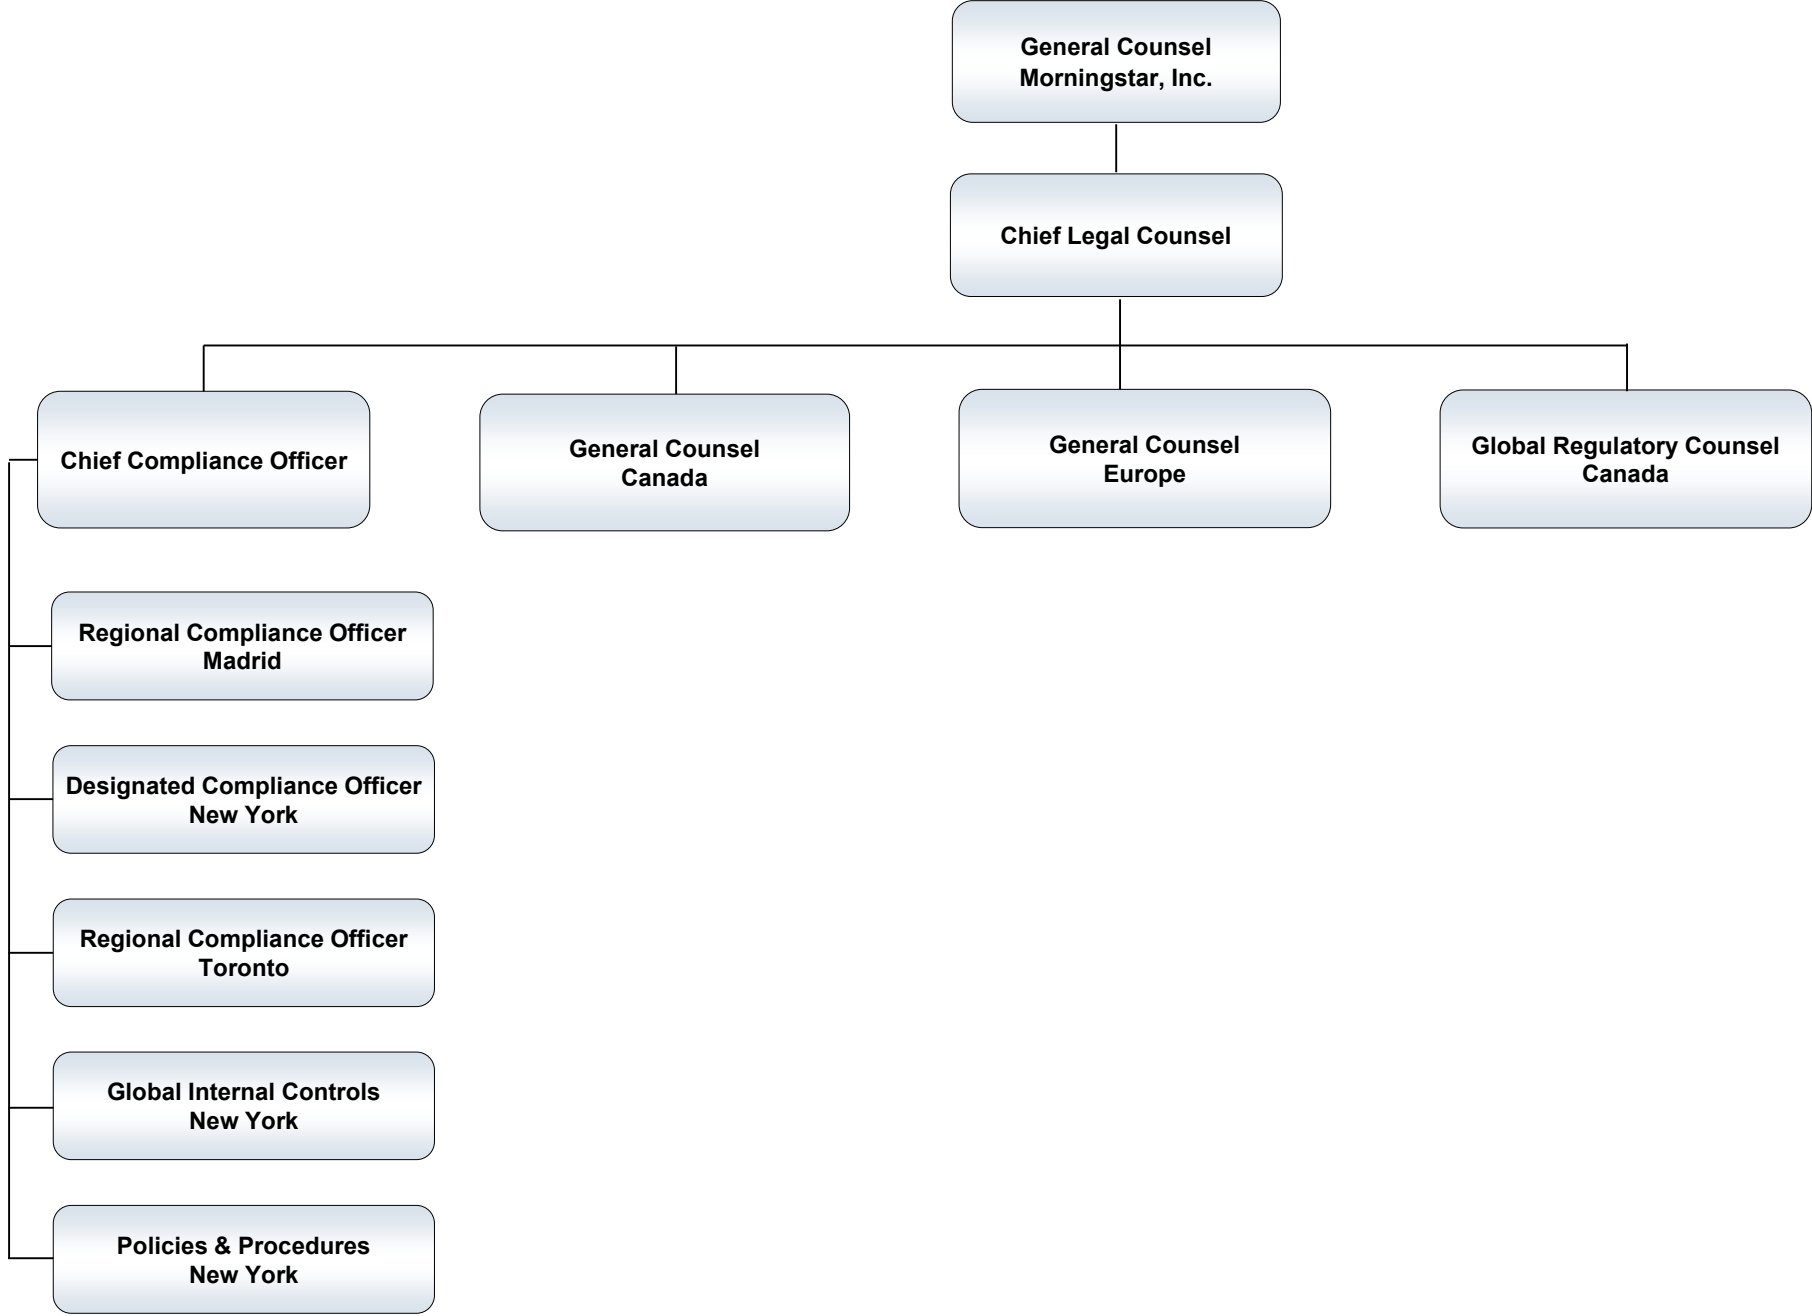 General Counsel
Morningstar, Inc.
Chief Legal Counsel
Chief Compliance Officer
General Counsel
Canada
General Counsel
Europe
Global Regulatory Counsel
Canada
Regional Compliance Officer
Madrid
Designated Compliance Officer
New York
Regional Compliance Officer
Toronto
Global Internal Controls
New York
Policies & Procedures
New York